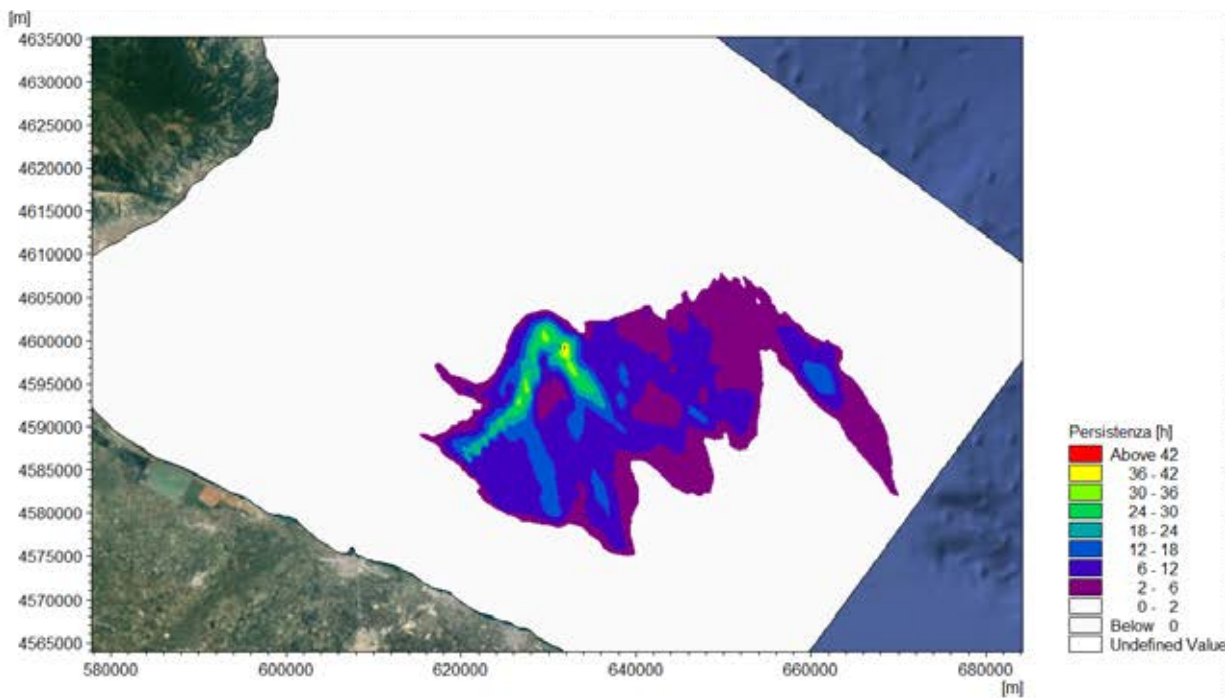 [m]
4635000
4630000
4625000
4620000
4615000
4610000
4605000
4600000
4595000
4590000
4585000
4580000
4575000
4570000
4565000
580000 600000 620000 640000 660000 680000
[m]
Persistenza [h]
Above 42
36 - 42
30 - 36
24 - 30
18 - 24
12 - 18
6 - 12
2 - 6
0 - 2
Below 0
Undefined Value